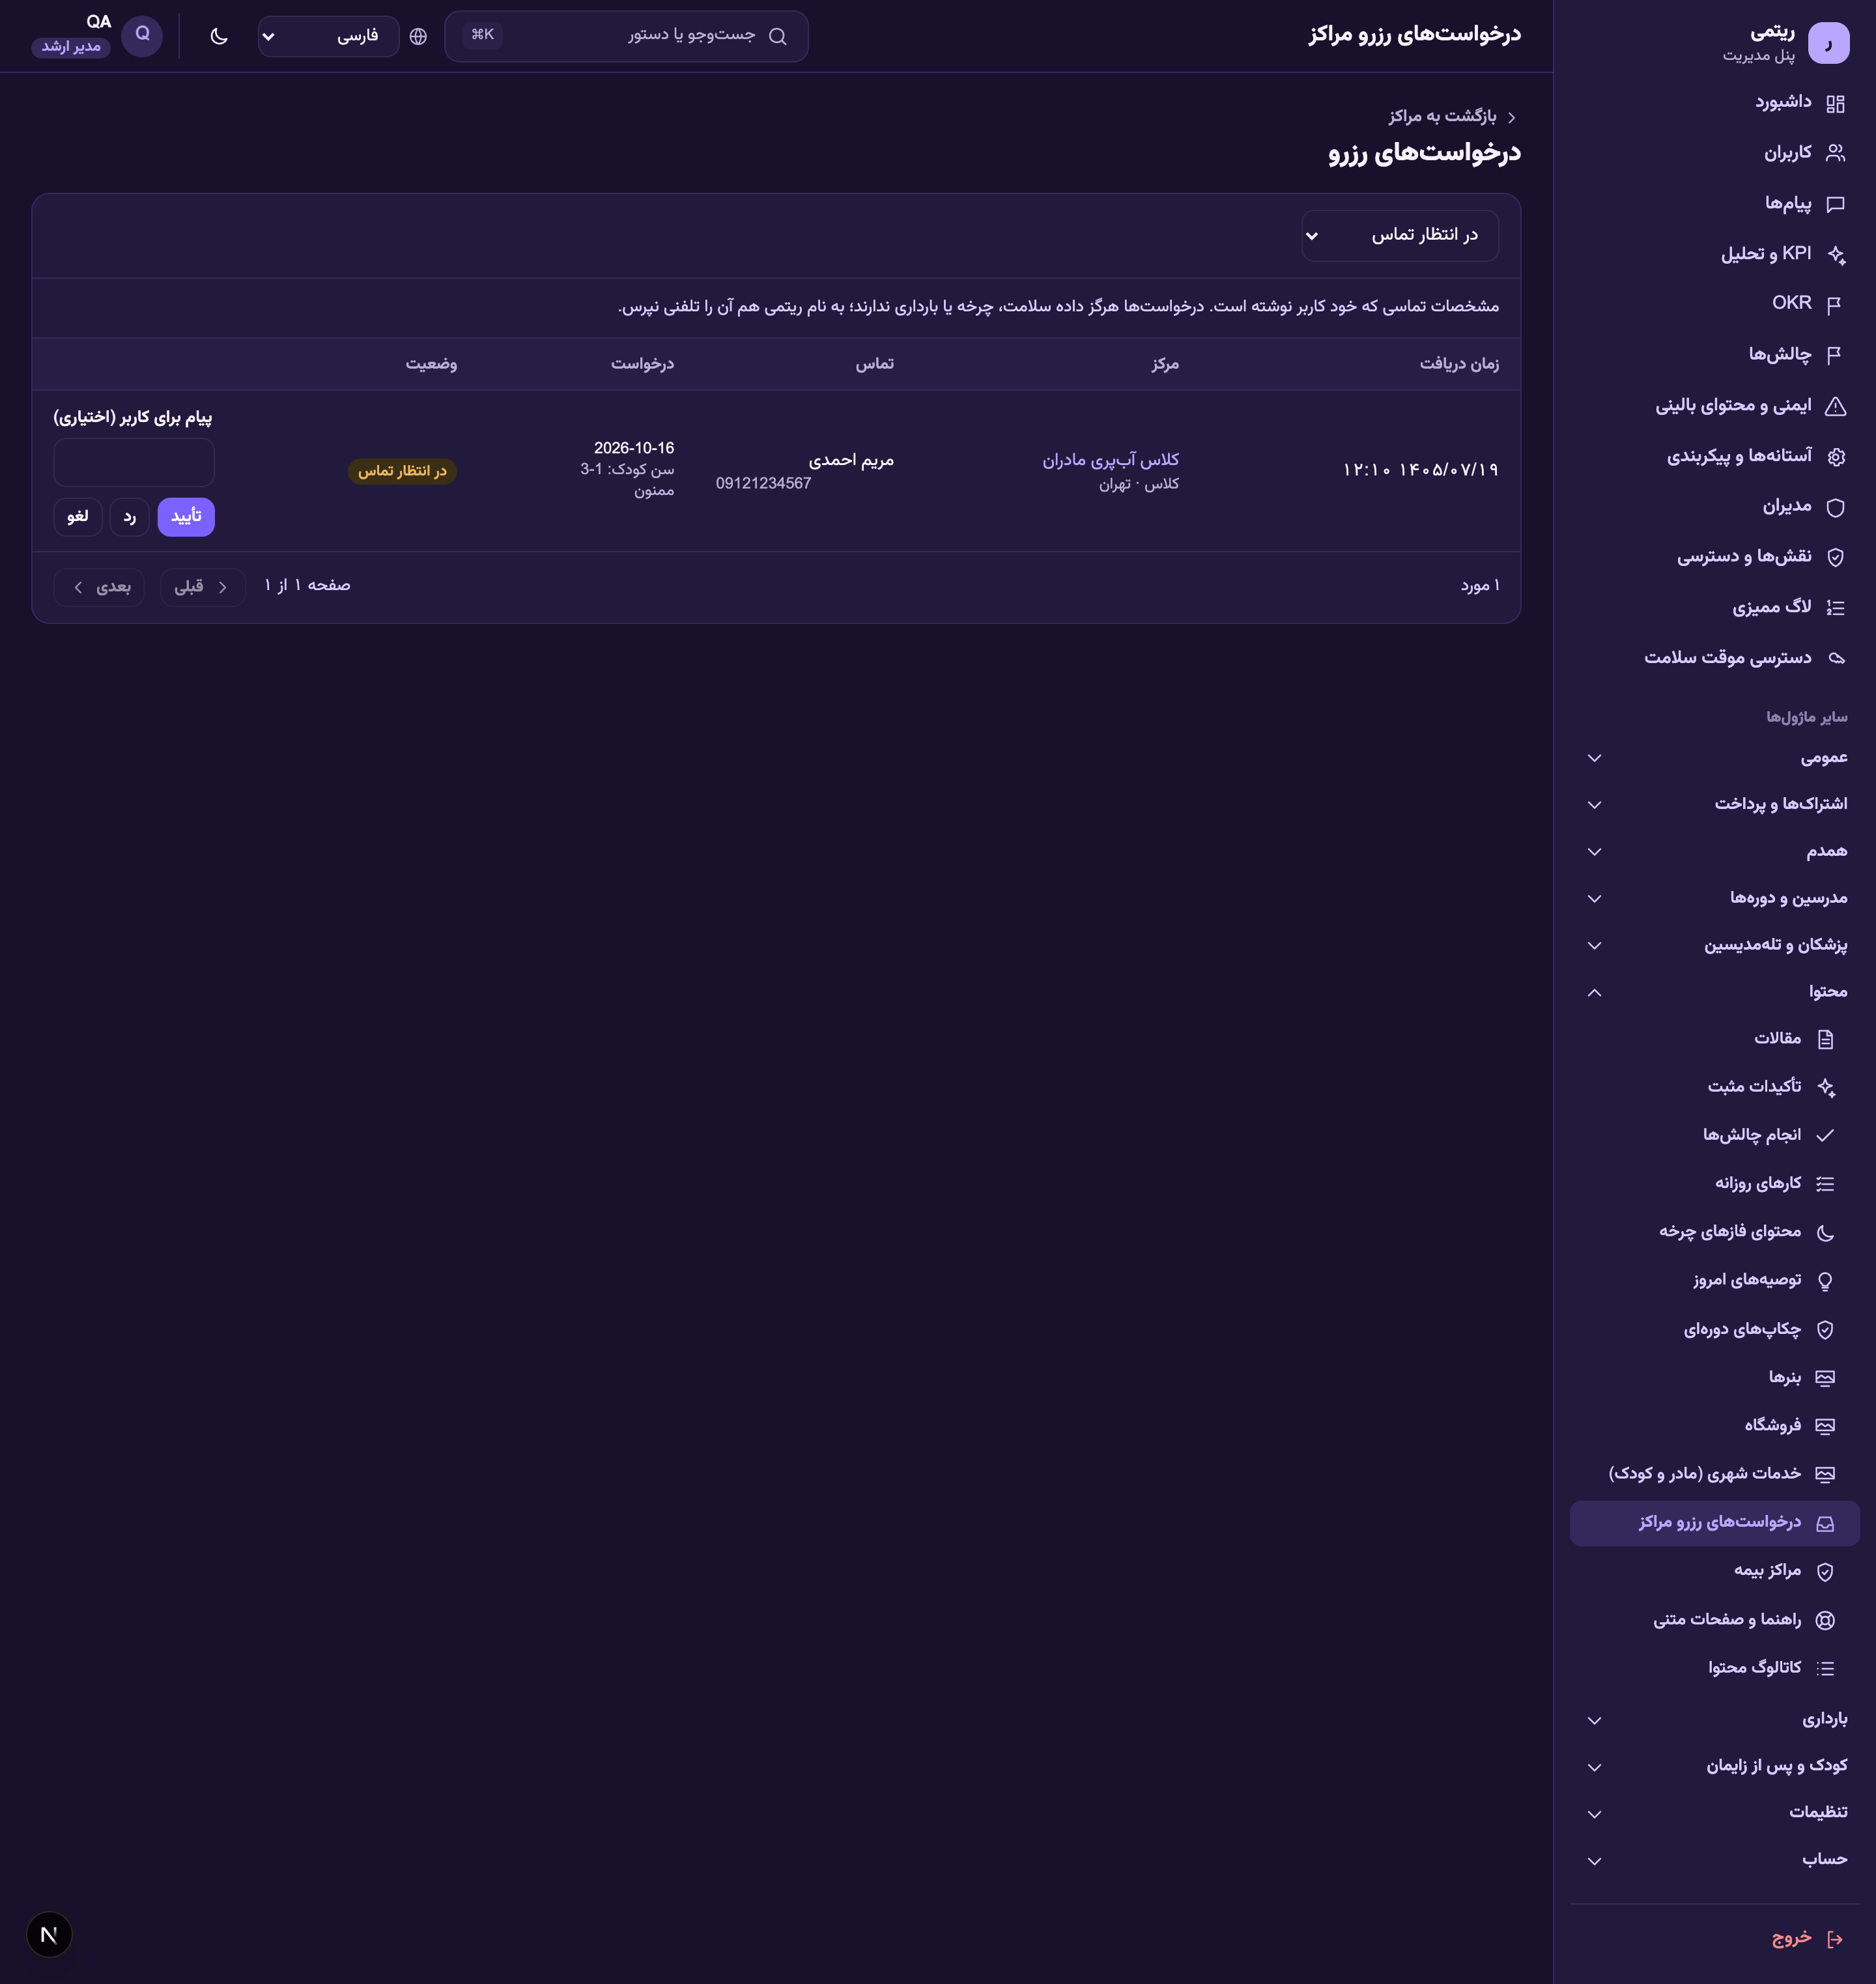 ر
ریتمی
پنل مدیریت
داشبورد
کاربران
پیام‌ها
KPI و تحلیل
OKR
چالش‌ها
ایمنی و محتوای بالینی
آستانه‌ها و پیکربندی
مدیران
نقش‌ها و دسترسی
لاگ ممیزی
دسترسی موقت سلامت
سایر ماژول‌ها
عمومی
اشتراک‌ها و پرداخت
همدم
مدرسین و دوره‌ها
پزشکان و تله‌مدیسین
محتوا
مقالات
تأکیدات مثبت
انجام چالش‌ها
کارهای روزانه
محتوای فازهای چرخه
توصیه‌های امروز
چکاپ‌های دوره‌ای
بنرها
فروشگاه
خدمات شهری (مادر و کودک)
درخواست‌های رزرو مراکز
مراکز بیمه
راهنما و صفحات متنی
کاتالوگ محتوا
بارداری
کودک و پس از زایمان
تنظیمات
حساب
خروج
درخواست‌های رزرو مراکز
جست‌وجو یا دستور
⌘K
فارسی
Q
QA
مدیر ارشد
بازگشت به مراکز
درخواست‌های رزرو
در انتظار تماس
مشخصات تماسی که خود کاربر نوشته است. درخواست‌ها هرگز داده سلامت، چرخه یا بارداری ندارند؛ به نام ریتمی هم آن را تلفنی نپرس.
زمان دریافت مرکز تماس درخواست وضعیت
۱۴۰۵/۰۷/۱۹ ۱۲:۱۰
کلاس آب‌پری مادران
کلاس · تهران
مریم احمدی
09121234567
2026-10-16
سن کودک: 1-3
ممنون
در انتظار تماس
پیام برای کاربر (اختیاری)
تأیید رد لغو
۱ مورد
صفحه ۱ از ۱
قبلی
بعدی
N